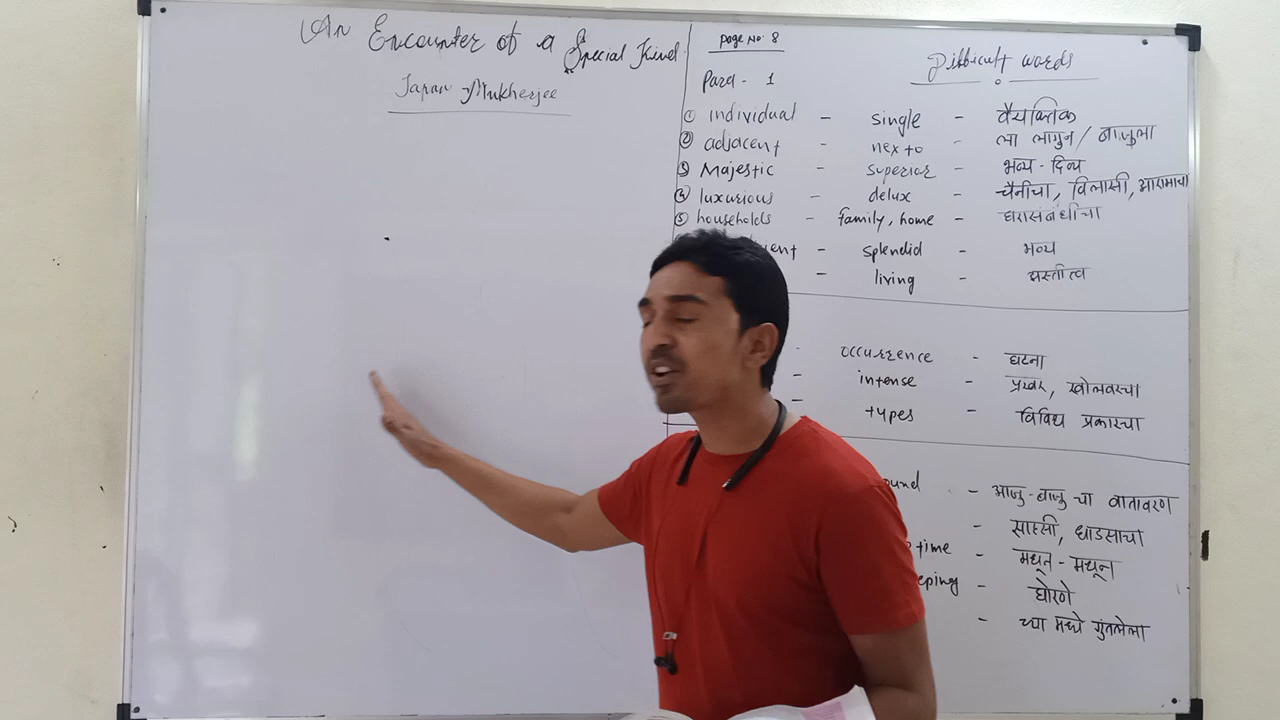 An Encounter of a Special Kind
Japan Mukherjee
Page No. 8
Difficult words
Para - 1
① individual - single - वैयक्तिक
② adjacent - next to - ला लागुन / बाजुला
③ Majestic - superior - भव्य - दिव्य
④ luxurious - delux - चैनीचा, विलासी, आरामाचा
⑤ households - family, home - घरासंबंधीचा
- splendid - भव्य
- living - अस्तीत्व
- occurrence - घटना
- intense - प्रखर, खोलवरचा
- types - विविध प्रकारचा
- आजु-बाजु चा वातावरण
- साहसी, धाडसाचा
time - मधून - मधून
- घोरणे
- च्या मध्ये गुंतलेला